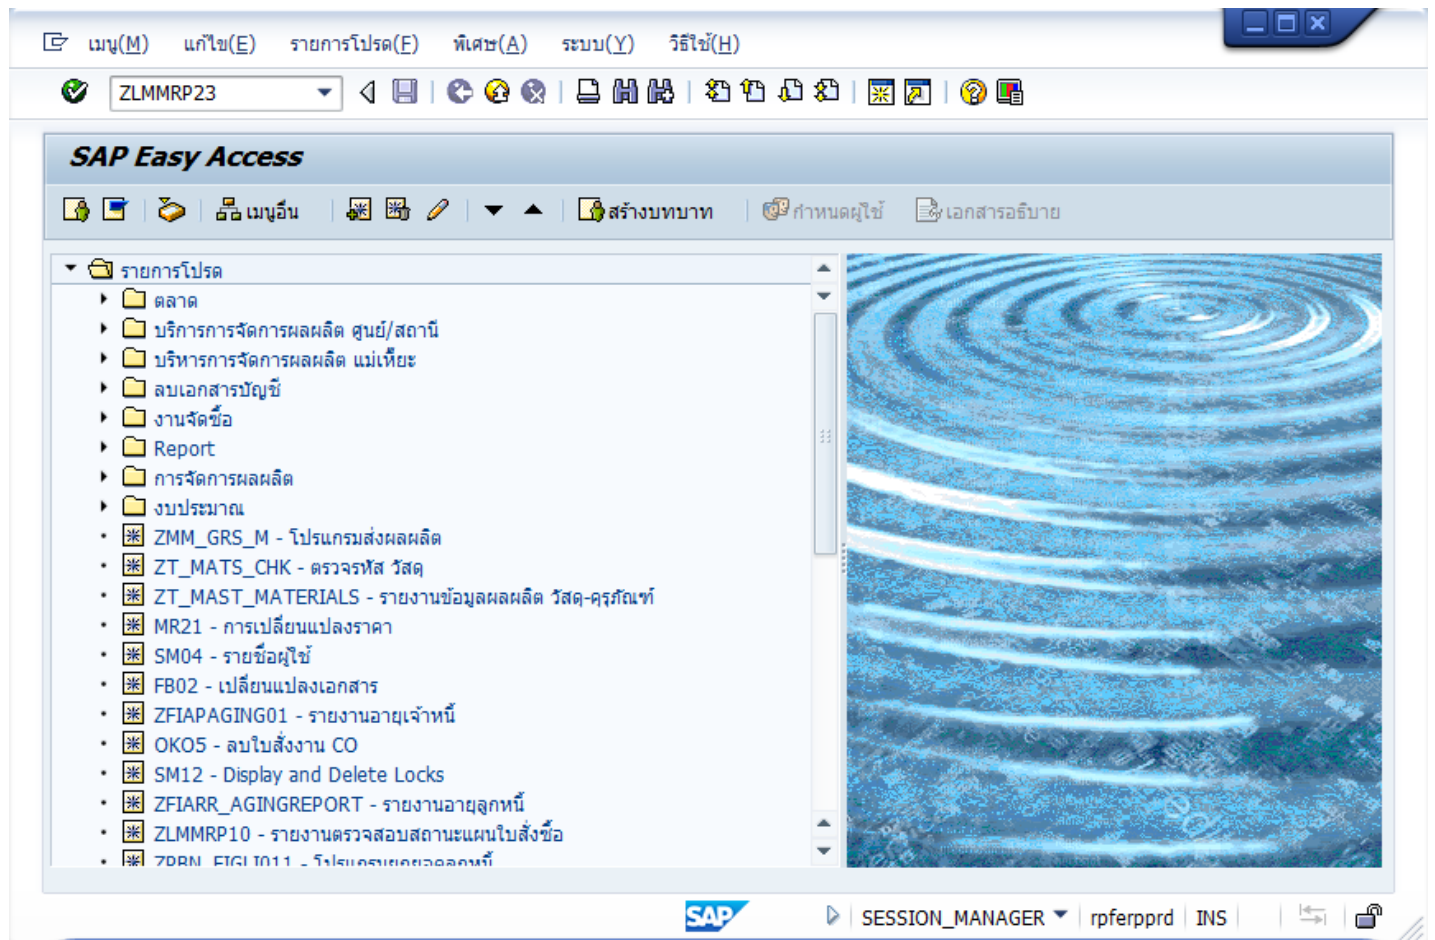 เมนู(M) แก้ไข(E) รายการโปรด(F) พิเศษ(A) ระบบ(Y) วิธีใช้(H)
ZLMMRP23
SAP Easy Access
เมนูอื่น สร้างบทบาท กำหนดผู้ใช้ เอกสารอธิบาย
รายการโปรด
ตลาด
บริการการจัดการผลผลิต ศูนย์/สถานี
บริหารการจัดการผลผลิต แม่เหียะ
ลบเอกสารบัญชี
งานจัดซื้อ
Report
การจัดการผลผลิต
งบประมาณ
ZMM_GRS_M - โปรแกรมส่งผลผลิต
ZT_MATS_CHK - ตรวจรหัส วัสดุ
ZT_MAST_MATERIALS - รายงานข้อมูลผลผลิต วัสดุ-ครุภัณฑ์
MR21 - การเปลี่ยนแปลงราคา
SM04 - รายชื่อผู้ใช้
FB02 - เปลี่ยนแปลงเอกสาร
ZFIAPAGING01 - รายงานอายุเจ้าหนี้
OKO5 - ลบใบสั่งงาน CO
SM12 - Display and Delete Locks
ZFIARR_AGINGREPORT - รายงานอายุลูกหนี้
ZLMMRP10 - รายงานตรวจสอบสถานะแผนใบสั่งซื้อ
SAP SESSION_MANAGER rpferpprd INS